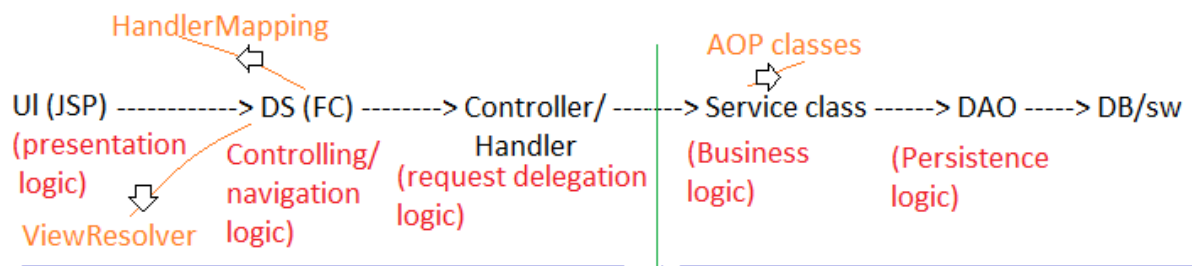 HandlerMapping
AOP classes
UI (JSP) ------------> DS (FC) --------> Controller/ -------> Service class ------> DAO -----> DB/sw
Handler
(presentation
logic)
Controlling/
navigation
logic)
(request delegation
logic)
(Business
logic)
(Persistence
logic)
ViewResolver